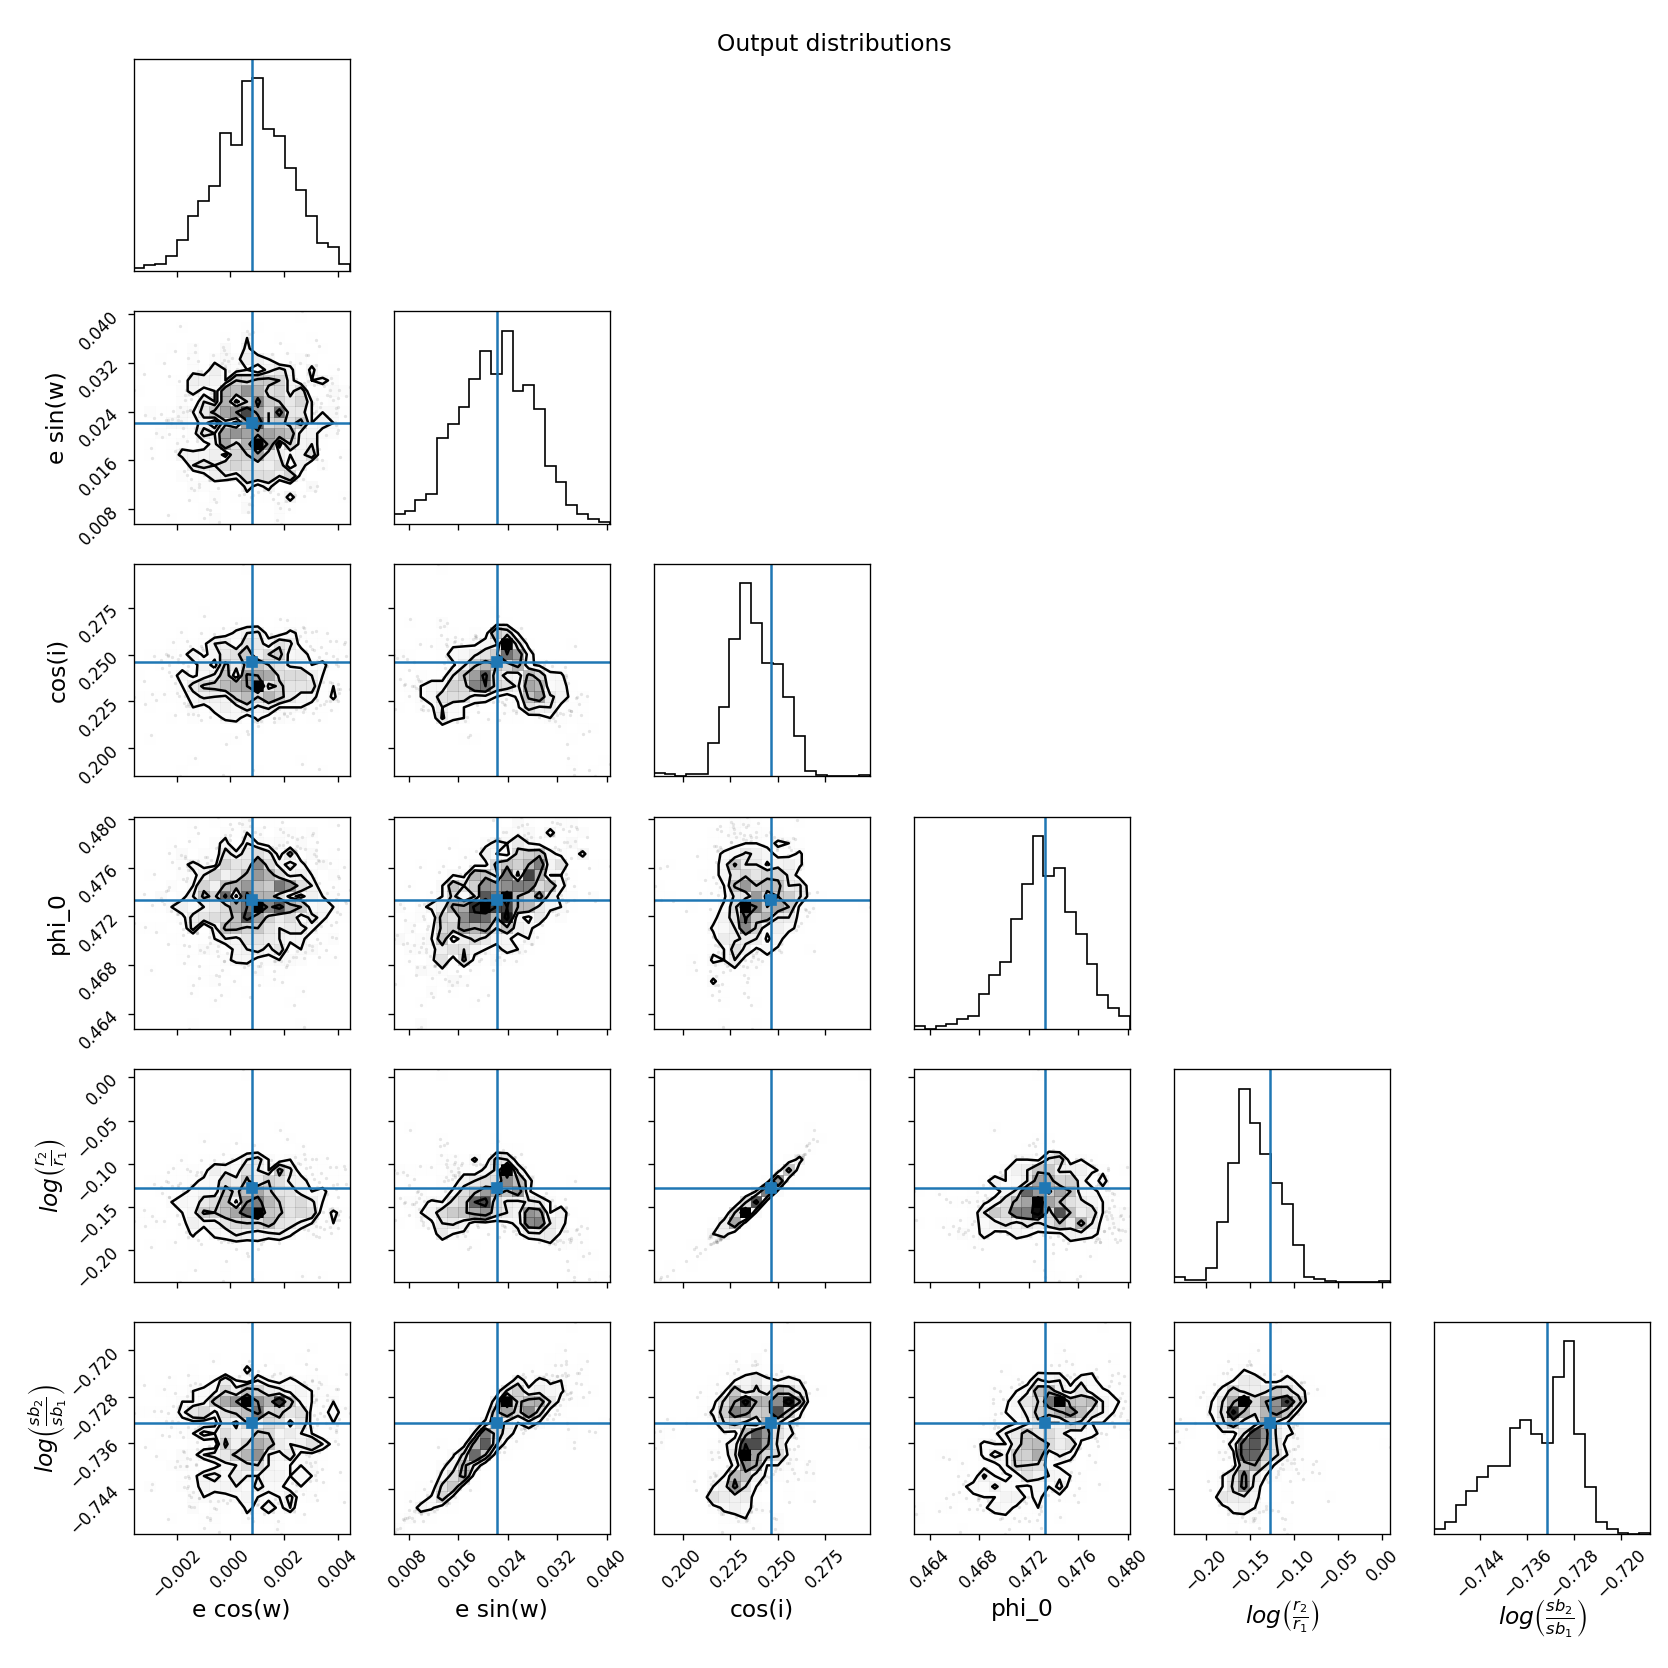 Output distributions
0.040
0.032
0.024
0.016
0.008
e sin(w)
0.275
0.250
0.225
0.200
cos(i)
0.480
0.476
0.472
0.468
0.464
phi_0
0.00
−0.05
−0.10
−0.15
−0.20
log(r₂/r₁)
−0.720
−0.728
−0.736
−0.744
log(sb₂/sb₁)
−0.002 0.000 0.002 0.004
0.008 0.016 0.024 0.032 0.040
0.200 0.225 0.250 0.275
0.464 0.468 0.472 0.476 0.480
−0.20 −0.15 −0.10 −0.05 0.00
−0.744 −0.736 −0.728 −0.720
e cos(w)
e sin(w)
cos(i)
phi_0
log(r₂/r₁)
log(sb₂/sb₁)